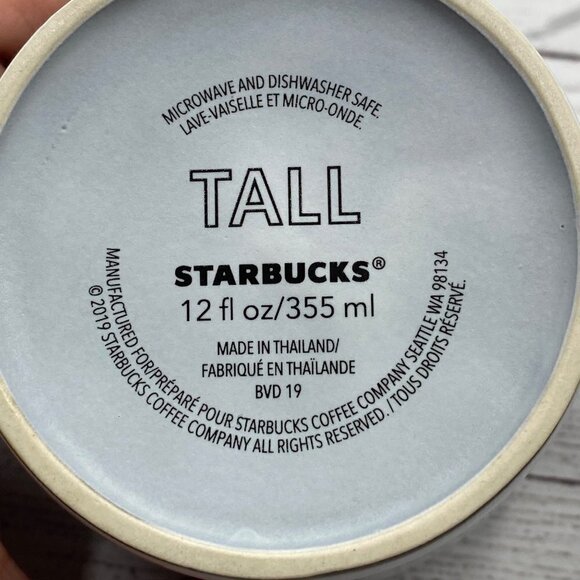 MICROWAVE AND DISHWASHER SAFE.
LAVE-VAISELLE ET MICRO-ONDE.
TALL
STARBUCKS®
12 fl oz/355 ml
MADE IN THAILAND/
FABRIQUÉ EN THAÏLANDE
BVD 19
MANUFACTURED FOR/PRÉPARÉ POUR STARBUCKS COFFEE COMPANY SEATTLE WA 98134
© 2019 STARBUCKS COFFEE COMPANY ALL RIGHTS RESERVED./TOUS DROITS RÉSERVÉ.